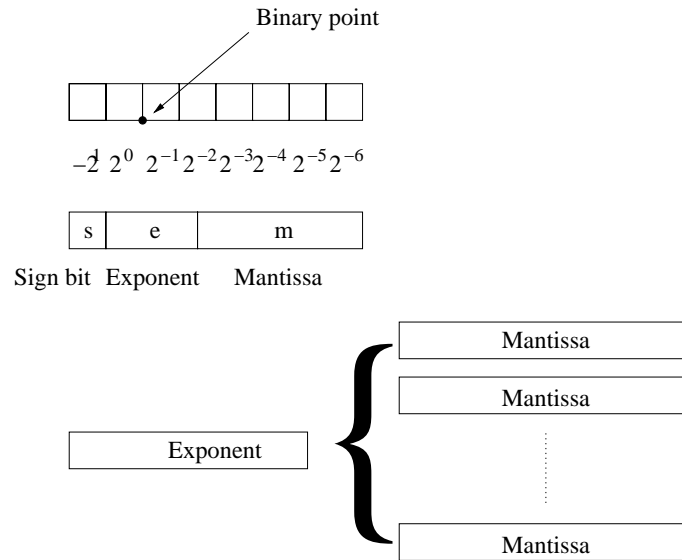 Binary point
−2¹ 2⁰ 2⁻¹ 2⁻² 2⁻³ 2⁻⁴ 2⁻⁵ 2⁻⁶
s e m
Sign bit Exponent Mantissa
Mantissa
Mantissa
Exponent
Mantissa